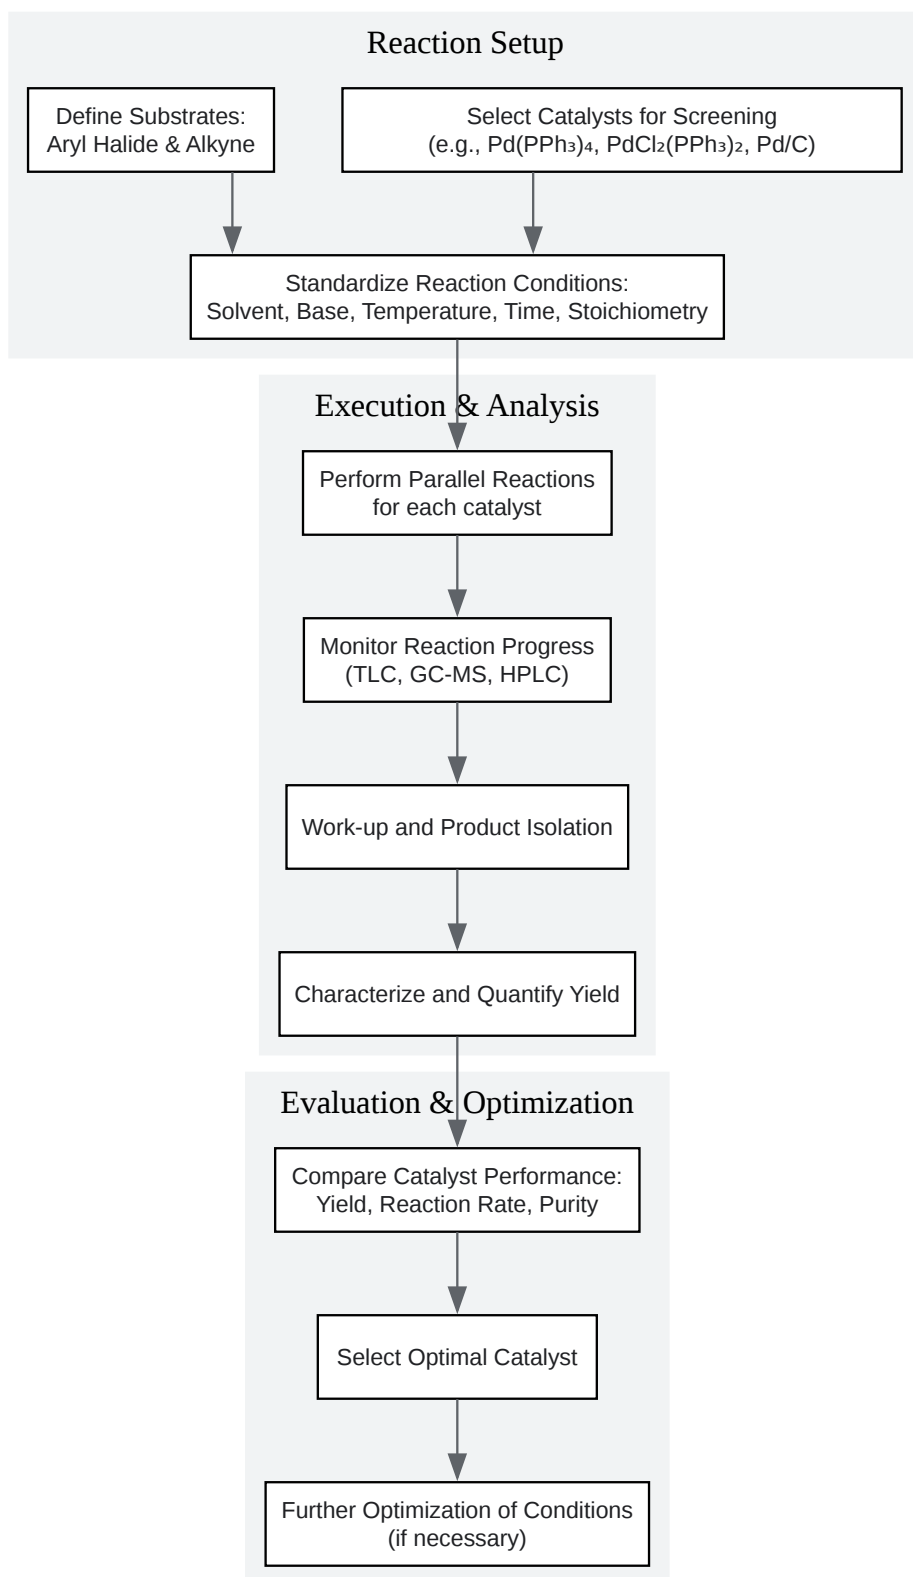 Reaction Setup
Define Substrates:
Aryl Halide & Alkyne
Select Catalysts for Screening
(e.g., Pd(PPh₃)₄, PdCl₂(PPh₃)₂, Pd/C)
Standardize Reaction Conditions:
Solvent, Base, Temperature, Time, Stoichiometry
Execution & Analysis
Perform Parallel Reactions
for each catalyst
Monitor Reaction Progress
(TLC, GC-MS, HPLC)
Work-up and Product Isolation
Characterize and Quantify Yield
Evaluation & Optimization
Compare Catalyst Performance:
Yield, Reaction Rate, Purity
Select Optimal Catalyst
Further Optimization of Conditions
(if necessary)